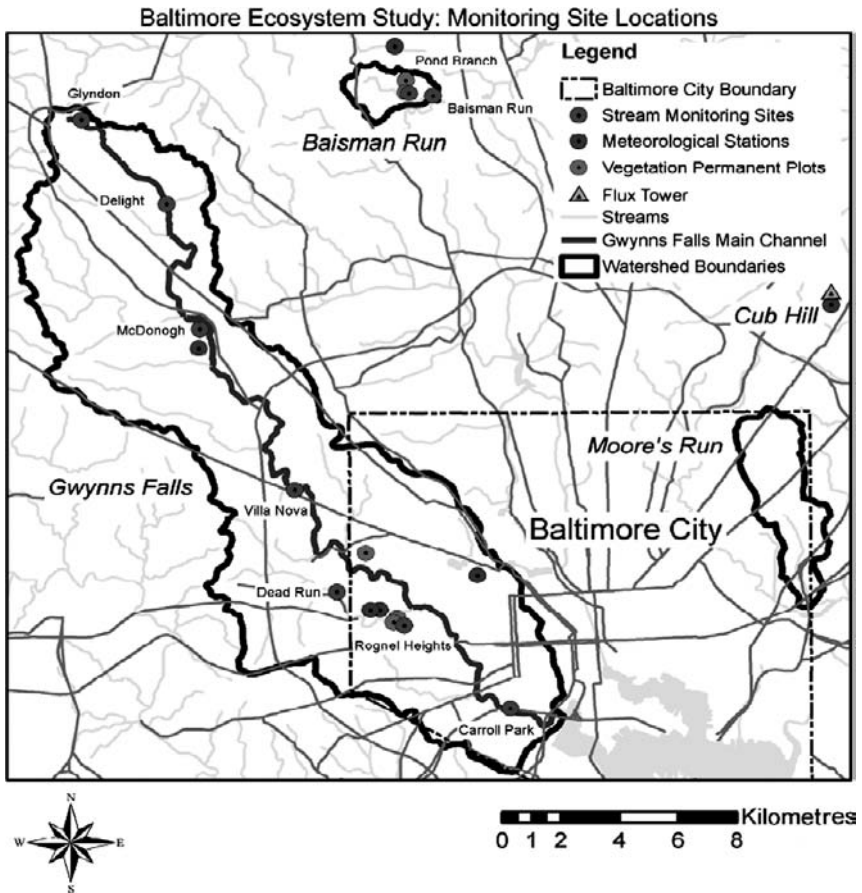 Baltimore Ecosystem Study: Monitoring Site Locations
Pond Branch
Baisman Run
Baisman Run
Glyndon
Delight
McDonogh
Gwynns Falls
Villa Nova
Dead Run
Rognel Heights
Carroll Park
Baltimore City
Moore's Run
Cub Hill
Legend
Baltimore City Boundary
Stream Monitoring Sites
Meteorological Stations
Vegetation Permanent Plots
Flux Tower
Streams
Gwynns Falls Main Channel
Watershed Boundaries
N
W E
S
Kilometres
0 1 2 4 6 8